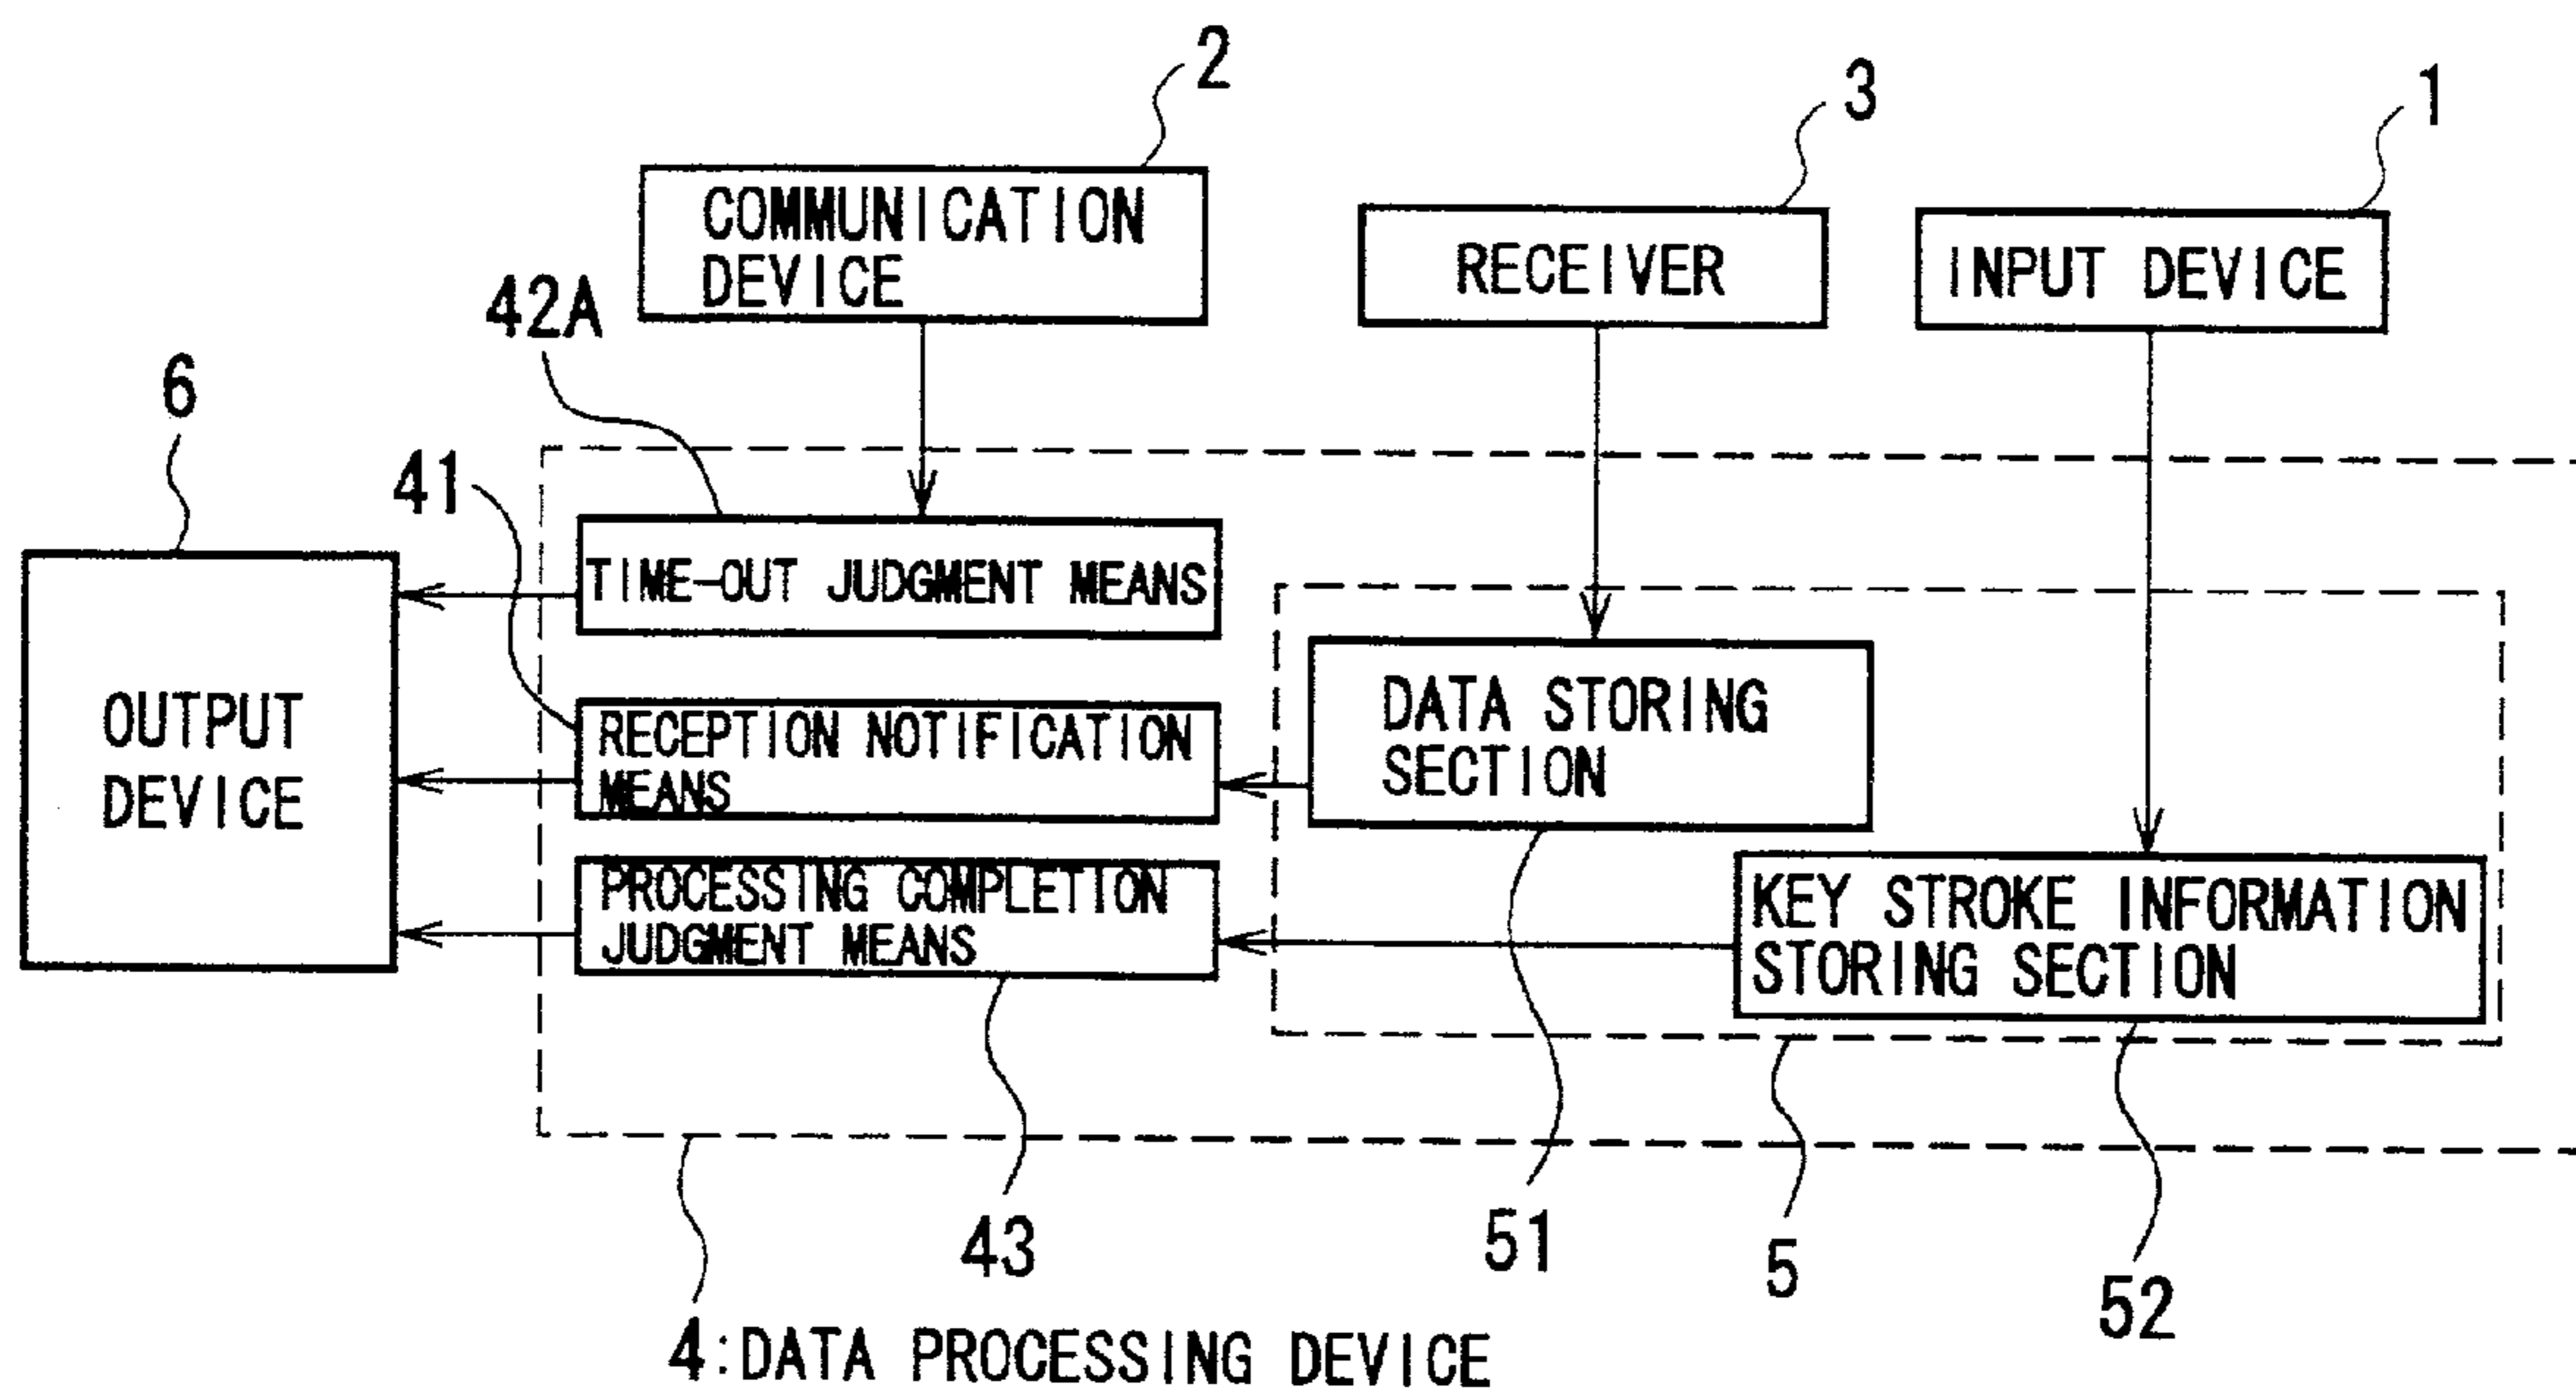 2
3
1
COMMUNICATION
DEVICE
RECEIVER
INPUT DEVICE
42A
6
41
TIME-OUT JUDGMENT MEANS
OUTPUT
DEVICE
RECEPTION NOTIFICATION
MEANS
DATA STORING
SECTION
PROCESSING COMPLETION
JUDGMENT MEANS
KEY STROKE INFORMATION
STORING SECTION
43
51
5
52
4:DATA PROCESSING DEVICE